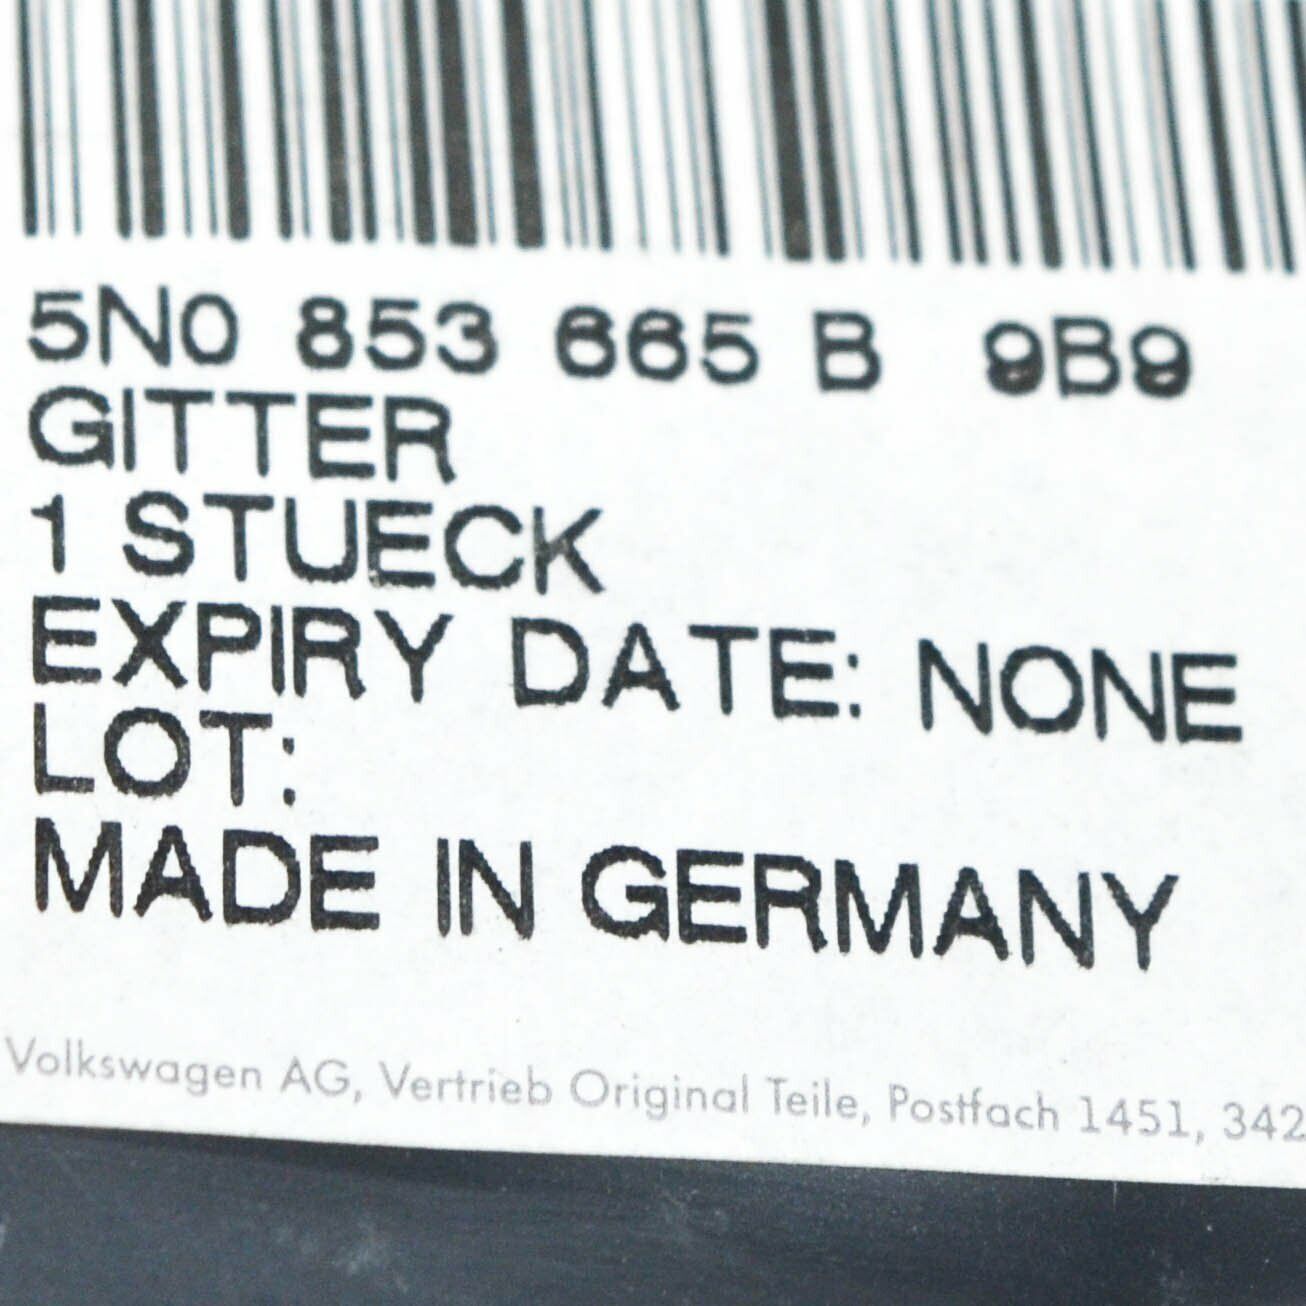 5N0 853 665 B 9B9
GITTER
1 STUECK
EXPIRY DATE: NONE
LOT:
MADE IN GERMANY
Volkswagen AG, Vertrieb Original Teile, Postfach 1451, 342